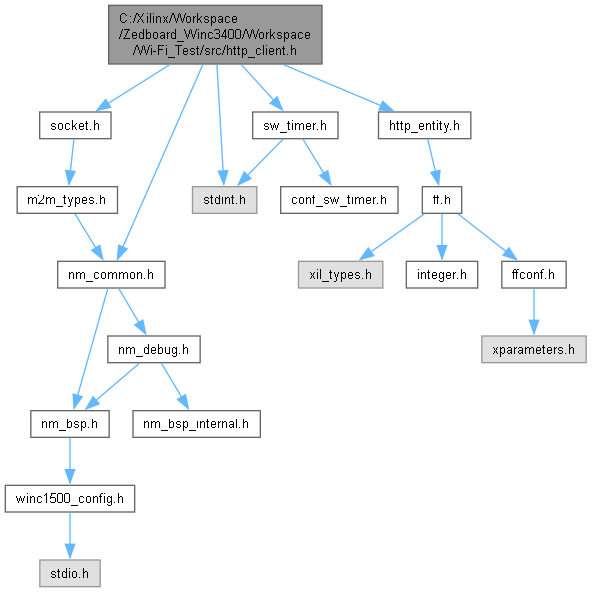 C:/Xilinx/Workspace
/Zedboard_Winc3400/Workspace
/Wi-Fi_Test/src/http_client.h
socket.h
sw_timer.h
http_entity.h
m2m_types.h
stdint.h
conf_sw_timer.h
ff.h
nm_common.h
xil_types.h
integer.h
ffconf.h
nm_debug.h
xparameters.h
nm_bsp.h
nm_bsp_internal.h
winc1500_config.h
stdio.h